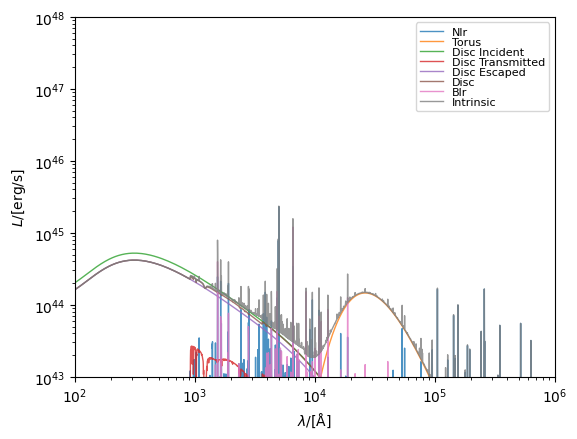 10^48
10^47
10^46
10^45
10^44
10^43
L/[erg/s]
Nlr
Torus
Disc Incident
Disc Transmitted
Disc Escaped
Disc
Blr
Intrinsic
10^2
10^3
10^4
10^5
10^6
λ/[Å]